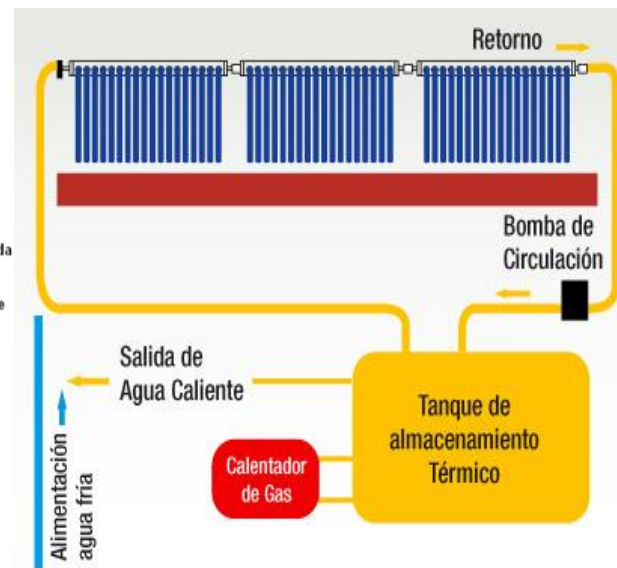 Retorno
Bomba de
Circulación
Salida de
Agua Caliente
Tanque de
almacenamiento
Térmico
Calentador
de Gas
Alimentación
agua fría